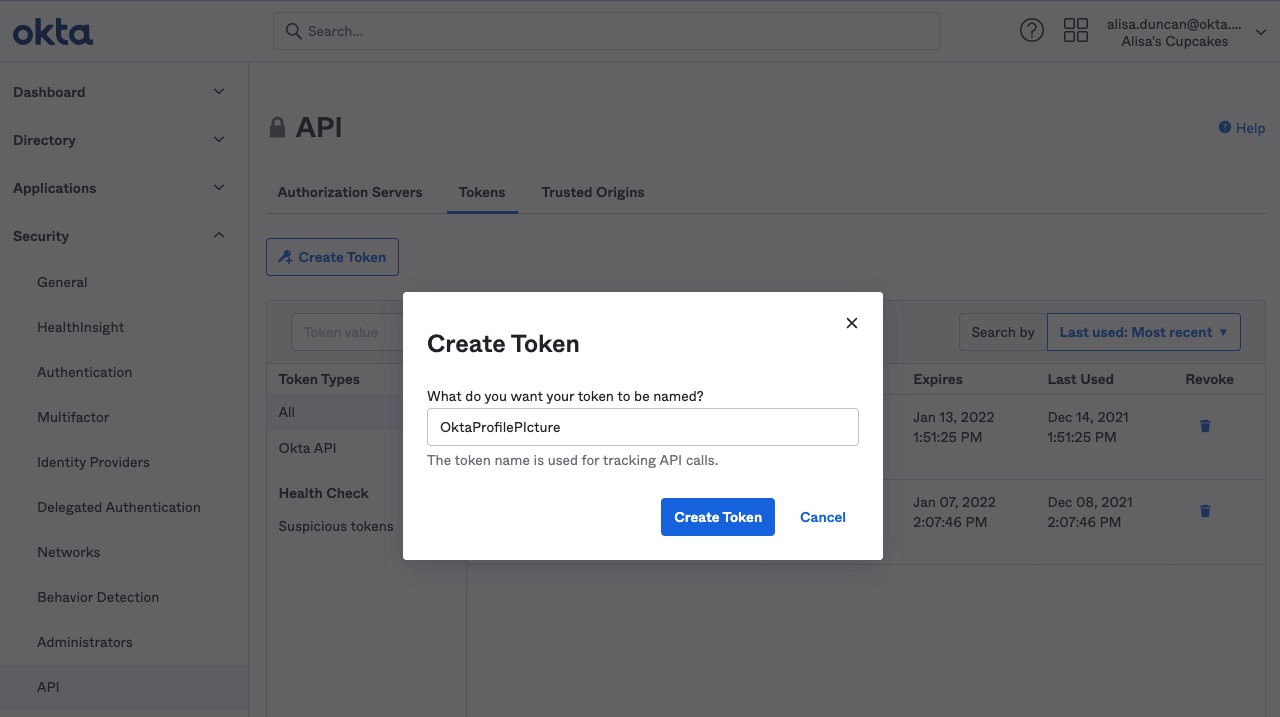 okta
Search...
alisa.duncan@okta....
Alisa's Cupcakes
Dashboard
Directory
Applications
Security
General
HealthInsight
Authentication
Multifactor
Identity Providers
Delegated Authentication
Networks
Behavior Detection
Administrators
API
API
Help
Authorization Servers
Tokens
Trusted Origins
Create Token
Token value
Search by
Last used: Most recent
Token Types
All
Okta API
Health Check
Suspicious tokens
Expires
Last Used
Revoke
Jan 13, 2022
1:51:25 PM
Dec 14, 2021
1:51:25 PM
Jan 07, 2022
2:07:46 PM
Dec 08, 2021
2:07:46 PM
Create Token
What do you want your token to be named?
OktaProfilePIcture
The token name is used for tracking API calls.
Create Token
Cancel